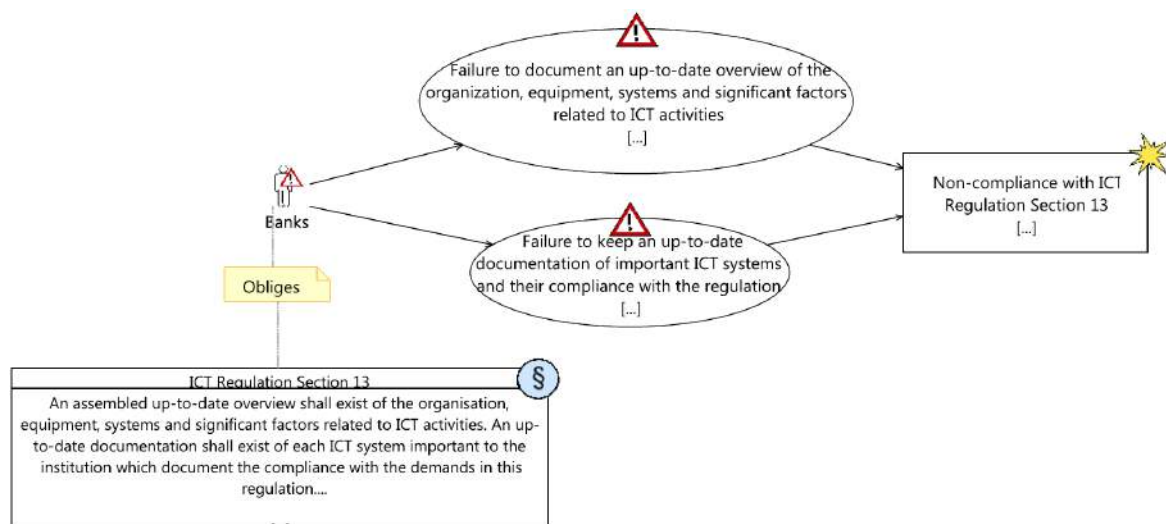 Failure to document an up-to-date overview of the
organization, equipment, systems and significant factors
related to ICT activities
[...]
Banks
Non-compliance with ICT
Regulation Section 13
[...]
Failure to keep an up-to-date
documentation of important ICT systems
and their compliance with the regulation
[...]
Obliges
§
ICT Regulation Section 13
An assembled up-to-date overview shall exist of the organisation,
equipment, systems and significant factors related to ICT activities. An up-
to-date documentation shall exist of each ICT system important to the
institution which document the compliance with the demands in this
regulation....